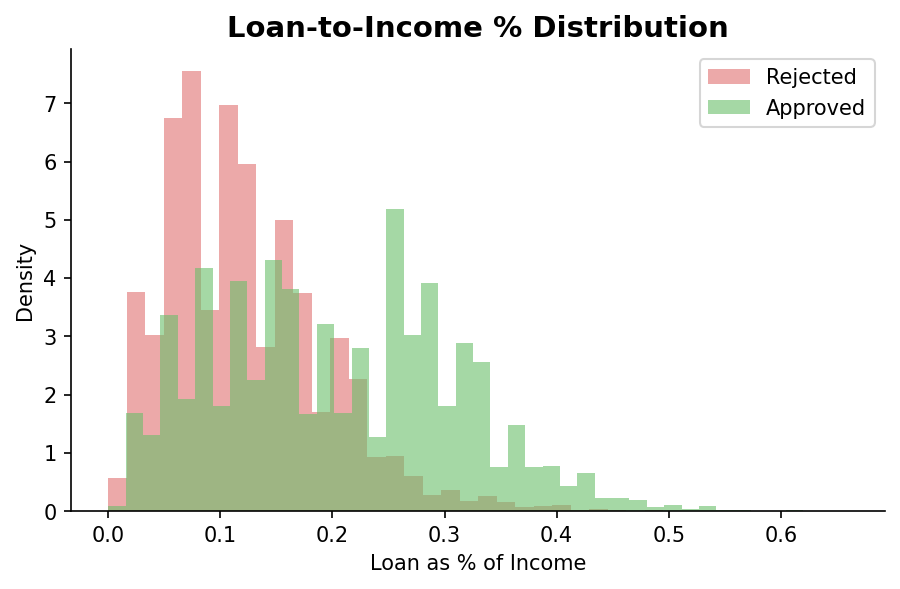 Loan-to-Income % Distribution
Rejected
Approved
Density
7
6
5
4
3
2
1
0
0.0 0.1 0.2 0.3 0.4 0.5 0.6
Loan as % of Income